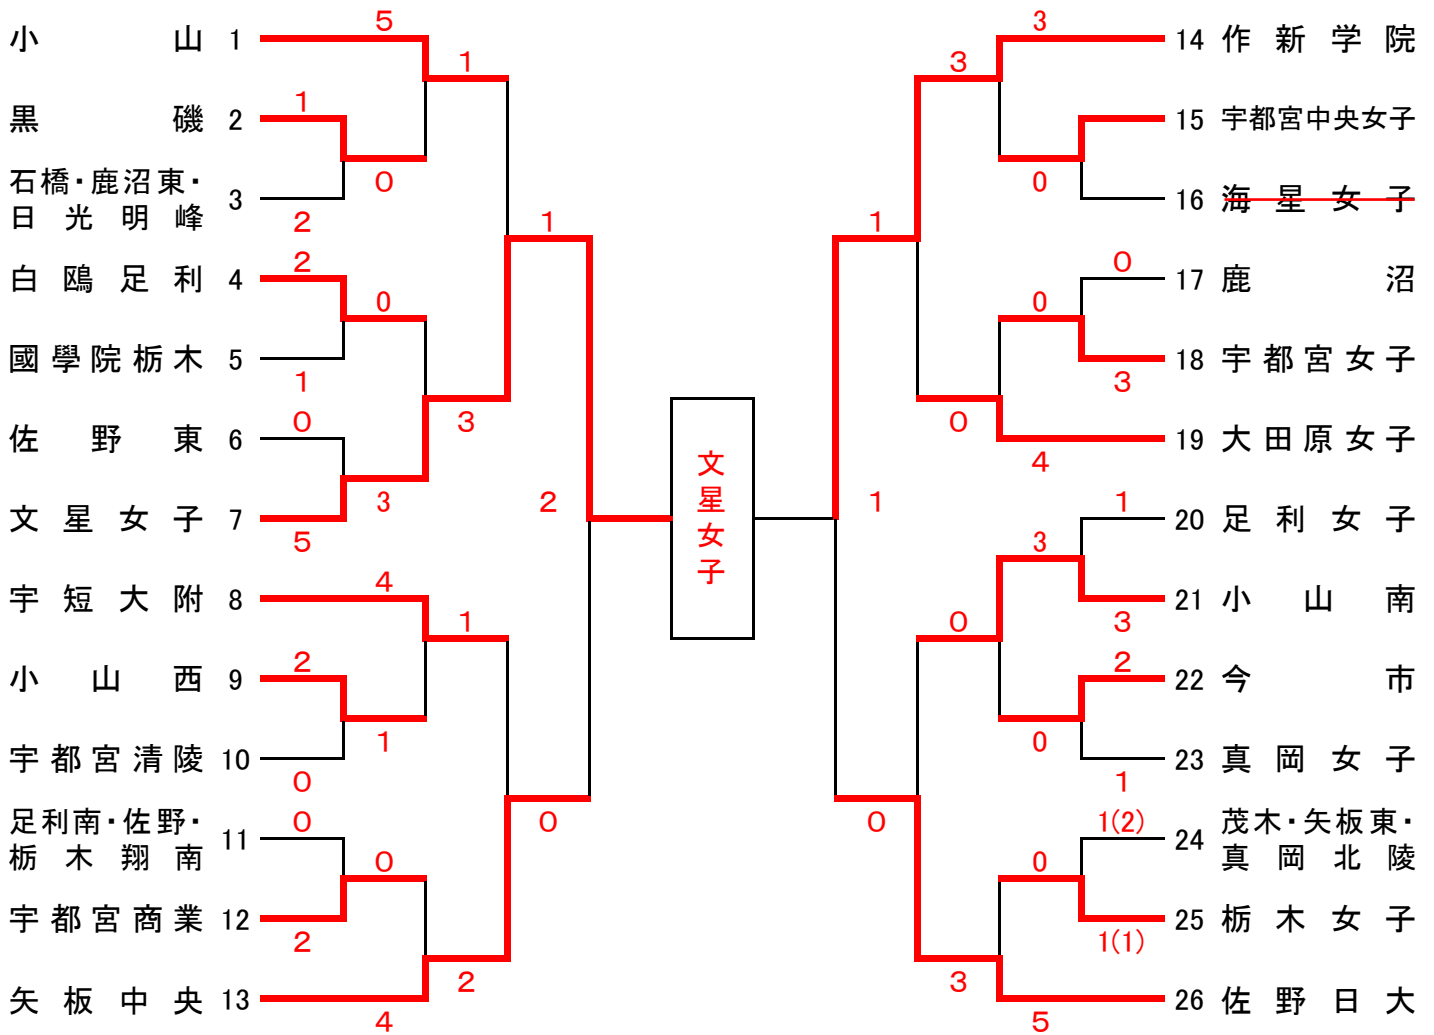 小山 1
黒磯 2
石橋・鹿沼東・
日光明峰 3
白鴎足利 4
國學院栃木 5
佐野東 6
文星女子 7
宇短大附 8
小山西 9
宇都宮清陵 10
足利南・佐野・
栃木翔南 11
宇都宮商業 12
矢板中央 13
5
1
2
2
1
0
5
4
2
0
0
2
4
1
0
0
3
3
1
1
0
2
1
0
2
文星女子
1
1
0
3
0
0
3
3
0
0
4
3
0
0
5
0
3
1
3
2
1
1(2)
1(1)
14 作新学院
15 宇都宮中央女子
16 海星女子
17 鹿沼
18 宇都宮女子
19 大田原女子
20 足利女子
21 小山南
22 今市
23 真岡女子
24 茂木・矢板東・
真岡北陵
25 栃木女子
26 佐野日大